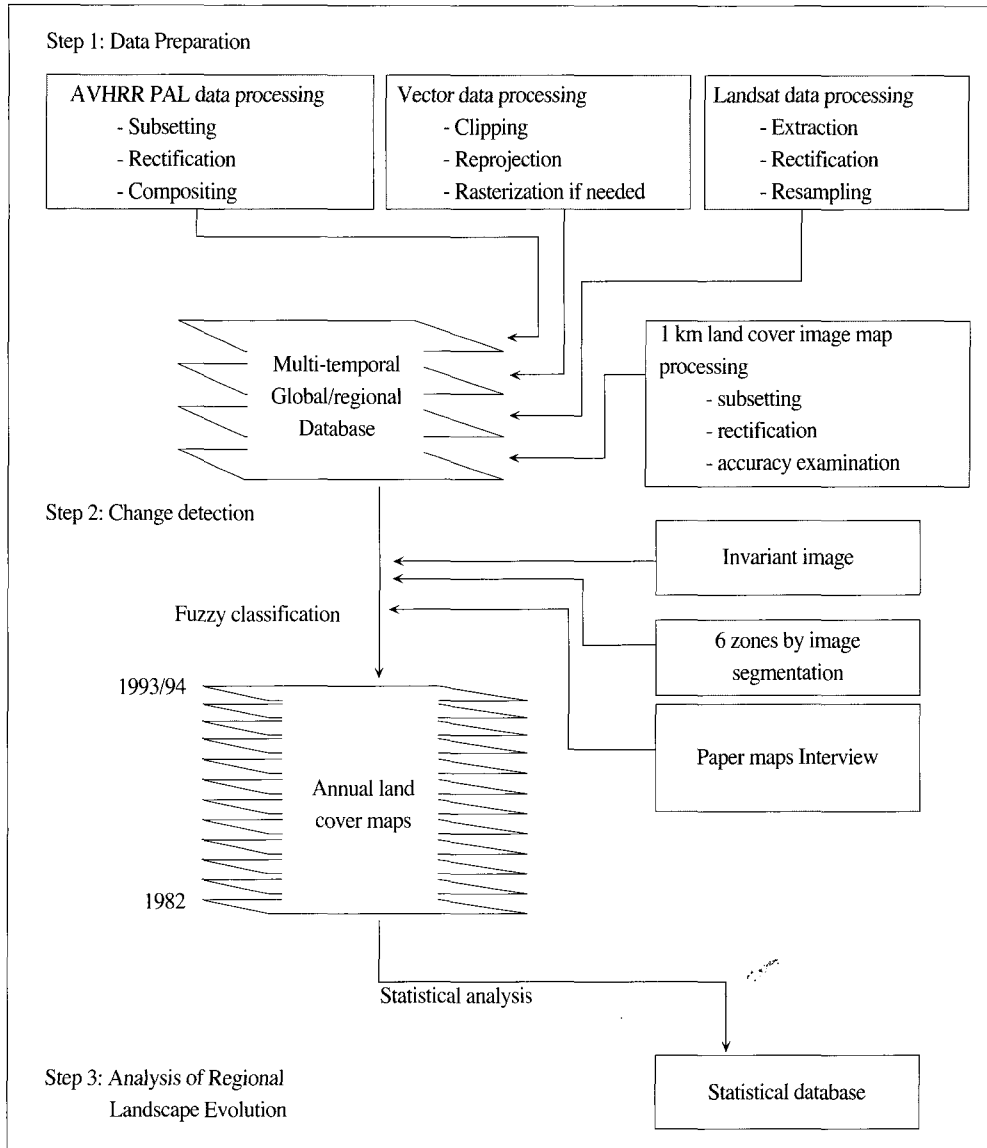 Step 1: Data Preparation
AVHRR PAL data processing
- Subsetting
- Rectification
- Compositing
Vector data processing
- Clipping
- Reprojection
- Rasterization if needed
Landsat data processing
- Extraction
- Rectification
- Resampling
Multi-temporal
Global/regional
Database
1 km land cover image map
processing
- subsetting
- rectification
- accuracy examination
Step 2: Change detection
Invariant image
Fuzzy classification
6 zones by image
segmentation
1993/94
Paper maps Interview
Annual land
cover maps
1982
Statistical analysis
Step 3: Analysis of Regional
Landscape Evolution
Statistical database